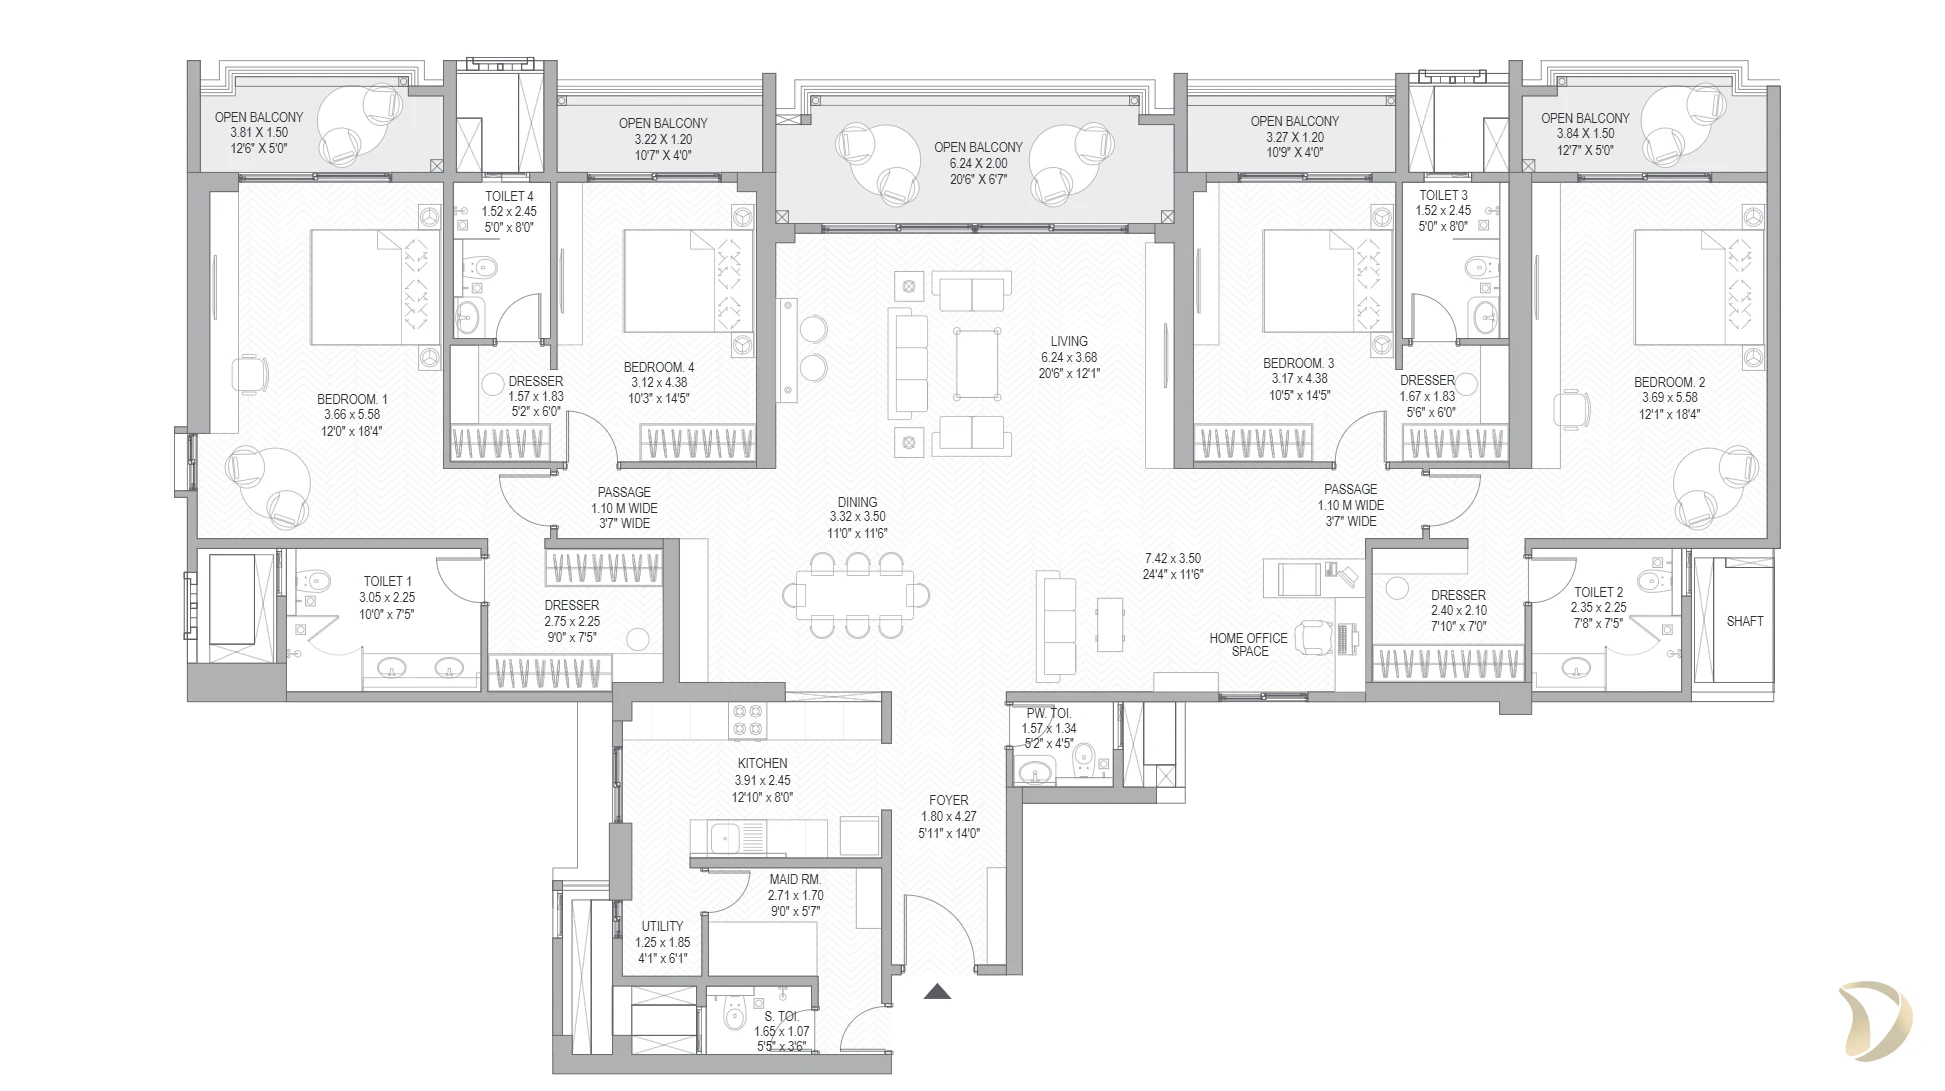 OPEN BALCONY
3.81 X 1.50
12'6" X 5'0"
OPEN BALCONY
3.22 X 1.20
10'7" X 4'0"
OPEN BALCONY
6.24 X 2.00
20'6" X 6'7"
OPEN BALCONY
3.27 X 1.20
10'9" X 4'0"
OPEN BALCONY
3.84 X 1.50
12'7" X 5'0"
TOILET 4
1.52 x 2.45
5'0" x 8'0"
TOILET 3
1.52 x 2.45
5'0" x 8'0"
BEDROOM. 1
3.66 x 5.58
12'0" x 18'4"
DRESSER
1.57 x 1.83
5'2" x 6'0"
BEDROOM. 4
3.12 x 4.38
10'3" x 14'5"
LIVING
6.24 x 3.68
20'6" x 12'1"
BEDROOM. 3
3.17 x 4.38
10'5" x 14'5"
DRESSER
1.67 x 1.83
5'6" x 6'0"
BEDROOM. 2
3.69 x 5.58
12'1" x 18'4"
PASSAGE
1.10 M WIDE
3'7" WIDE
DINING
3.32 x 3.50
11'0" x 11'6"
PASSAGE
1.10 M WIDE
3'7" WIDE
7.42 x 3.50
24'4" x 11'6"
TOILET 1
3.05 x 2.25
10'0" x 7'5"
DRESSER
2.75 x 2.25
9'0" x 7'5"
HOME OFFICE
SPACE
DRESSER
2.40 x 2.10
7'10" x 7'0"
TOILET 2
2.35 x 2.25
7'8" x 7'5"
SHAFT
PW. TOI.
1.57 x 1.34
5'2" x 4'5"
KITCHEN
3.91 x 2.45
12'10" x 8'0"
FOYER
1.80 x 4.27
5'11" x 14'0"
MAID RM.
2.71 x 1.70
9'0" x 5'7"
UTILITY
1.25 x 1.85
4'1" x 6'1"
S. TOI.
1.65 x 1.07
5'5" x 3'6"